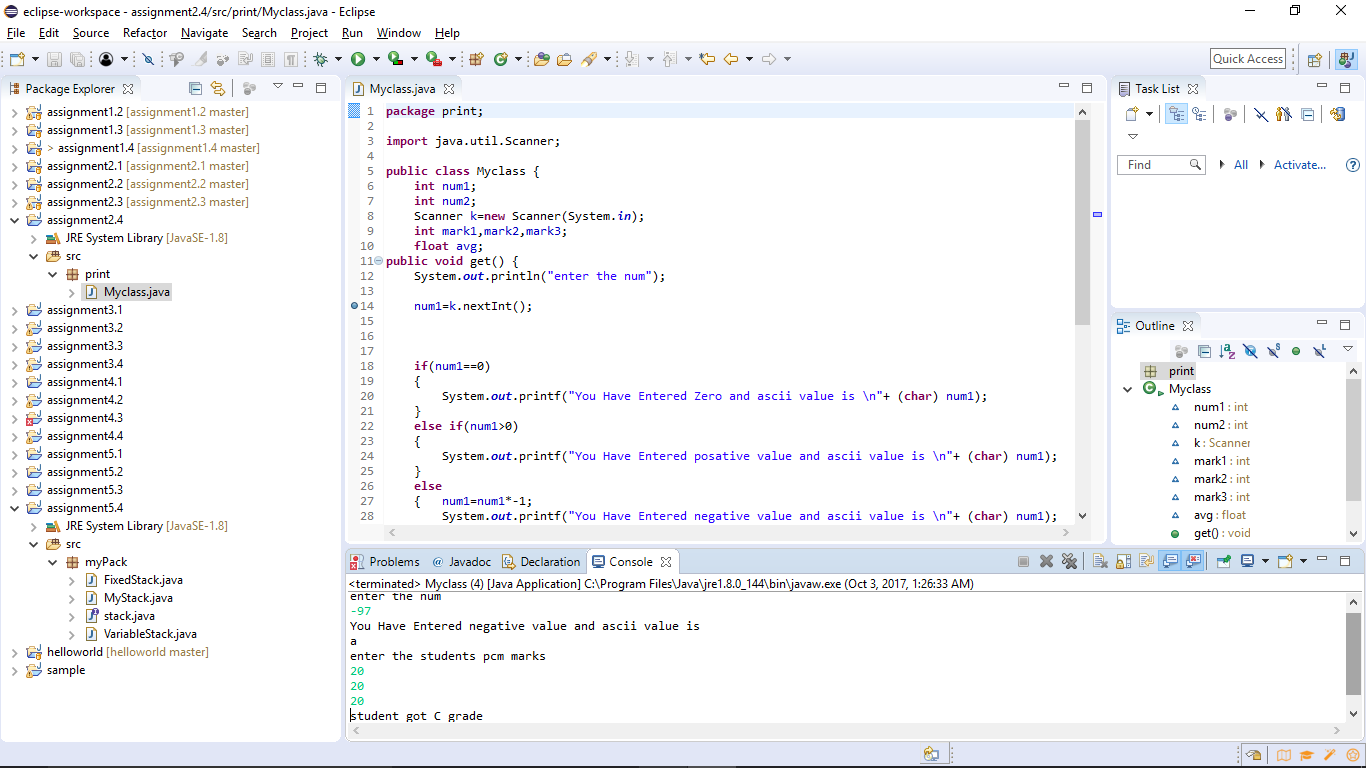 eclipse-workspace - assignment2.4/src/print/Myclass.java - Eclipse
File Edit Source Refactor Navigate Search Project Run Window Help
Quick Access
Package Explorer
assignment1.2 [assignment1.2 master]
assignment1.3 [assignment1.3 master]
> assignment1.4 [assignment1.4 master]
assignment2.1 [assignment2.1 master]
assignment2.2 [assignment2.2 master]
assignment2.3 [assignment2.3 master]
assignment2.4
JRE System Library [JavaSE-1.8]
src
print
Myclass.java
assignment3.1
assignment3.2
assignment3.3
assignment3.4
assignment4.1
assignment4.2
assignment4.3
assignment4.4
assignment5.1
assignment5.2
assignment5.3
assignment5.4
JRE System Library [JavaSE-1.8]
src
myPack
FixedStack.java
MyStack.java
stack.java
VariableStack.java
helloworld [helloworld master]
sample
Myclass.java
1 package print;
2
3 import java.util.Scanner;
4
5 public class Myclass {
6 int num1;
7 int num2;
8 Scanner k=new Scanner(System.in);
9 int mark1,mark2,mark3;
10 float avg;
11 public void get() {
12 System.out.println("enter the num");
13
14 num1=k.nextInt();
15
16
17
18 if(num1==0)
19 {
20 System.out.printf("You Have Entered Zero and ascii value is \n"+ (char) num1);
21 }
22 else if(num1>0)
23 {
24 System.out.printf("You Have Entered posative value and ascii value is \n"+ (char) num1);
25 }
26 else
27 { num1=num1*-1;
28 System.out.printf("You Have Entered negative value and ascii value is \n"+ (char) num1);
Task List
Find All Activate...
Outline
print
Myclass
num1 : int
num2 : int
k : Scanner
mark1 : int
mark2 : int
mark3 : int
avg : float
get() : void
Problems Javadoc Declaration Console
<terminated> Myclass (4) [Java Application] C:\Program Files\Java\jre1.8.0_144\bin\javaw.exe (Oct 3, 2017, 1:26:33 AM)
enter the num
-97
You Have Entered negative value and ascii value is
a
enter the students pcm marks
20
20
20
student got C grade